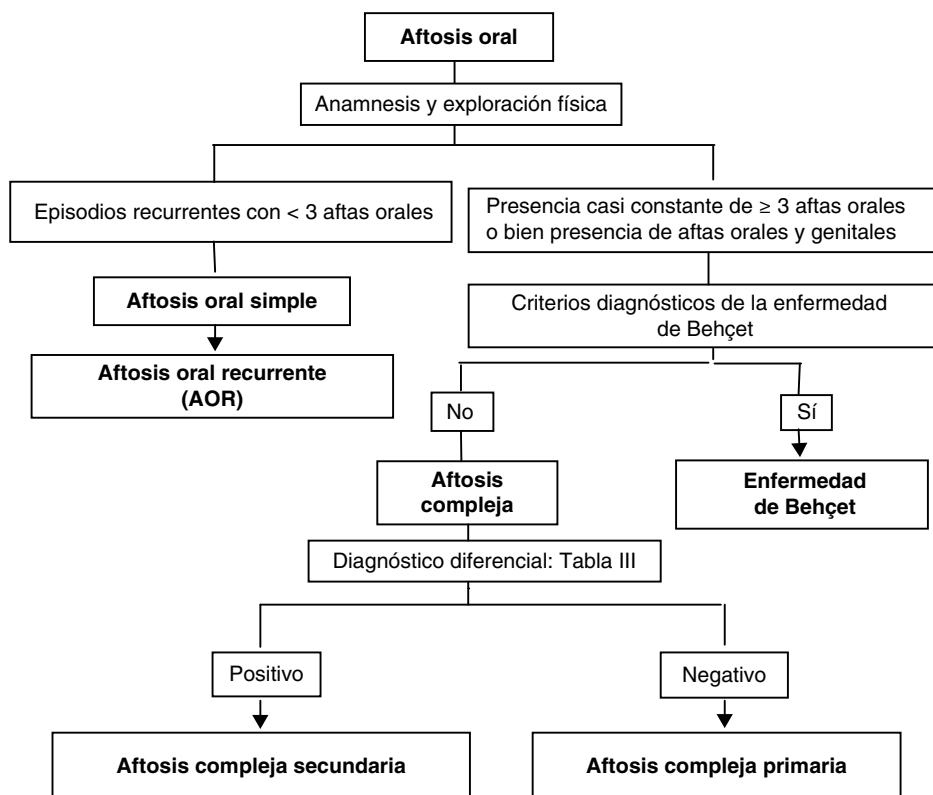 Aftosis oral
Anamnesis y exploración física
Episodios recurrentes con < 3 aftas orales
Presencia casi constante de ≥ 3 aftas orales
o bien presencia de aftas orales y genitales
Aftosis oral simple
Criterios diagnósticos de la enfermedad
de Behçet
Aftosis oral recurrente
(AOR)
No
Sí
Aftosis
compleja
Enfermedad
de Behçet
Diagnóstico diferencial: Tabla III
Positivo
Negativo
Aftosis compleja secundaria
Aftosis compleja primaria